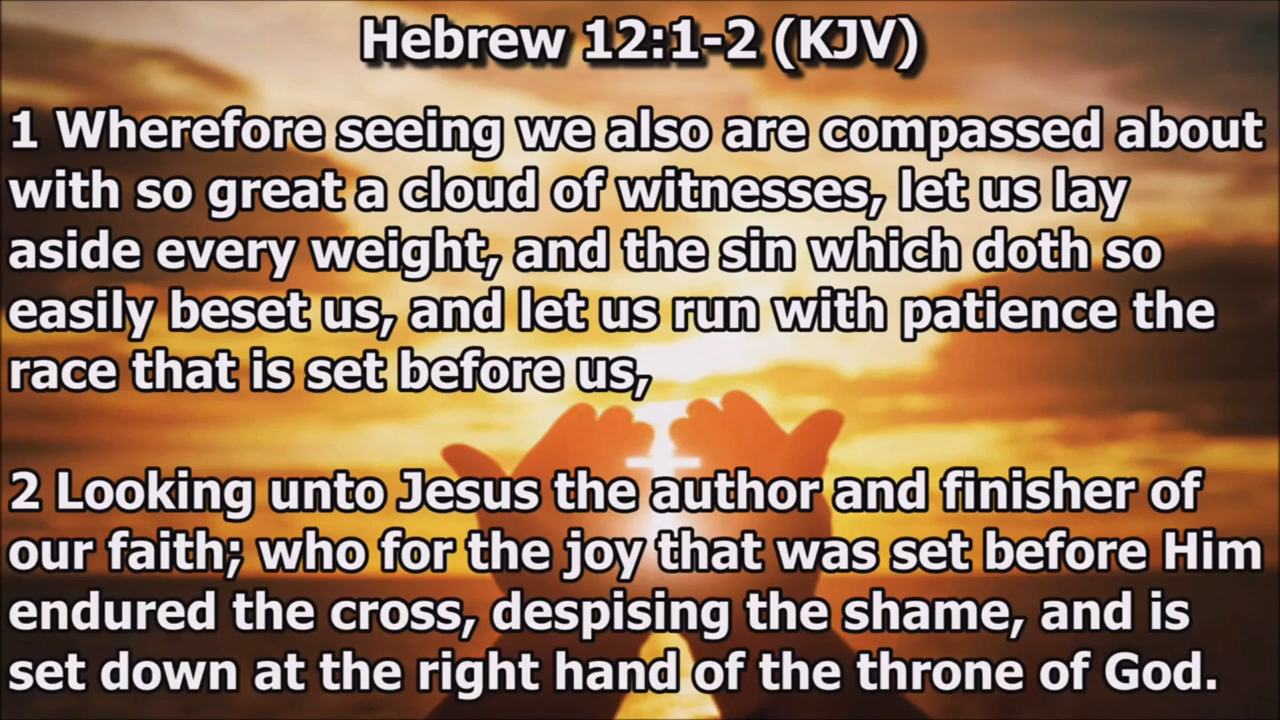 Hebrew 12:1-2 (KJV)
1 Wherefore seeing we also are compassed about
with so great a cloud of witnesses, let us lay
aside every weight, and the sin which doth so
easily beset us, and let us run with patience the
race that is set before us,
2 Looking unto Jesus the author and finisher of
our faith; who for the joy that was set before Him
endured the cross, despising the shame, and is
set down at the right hand of the throne of God.